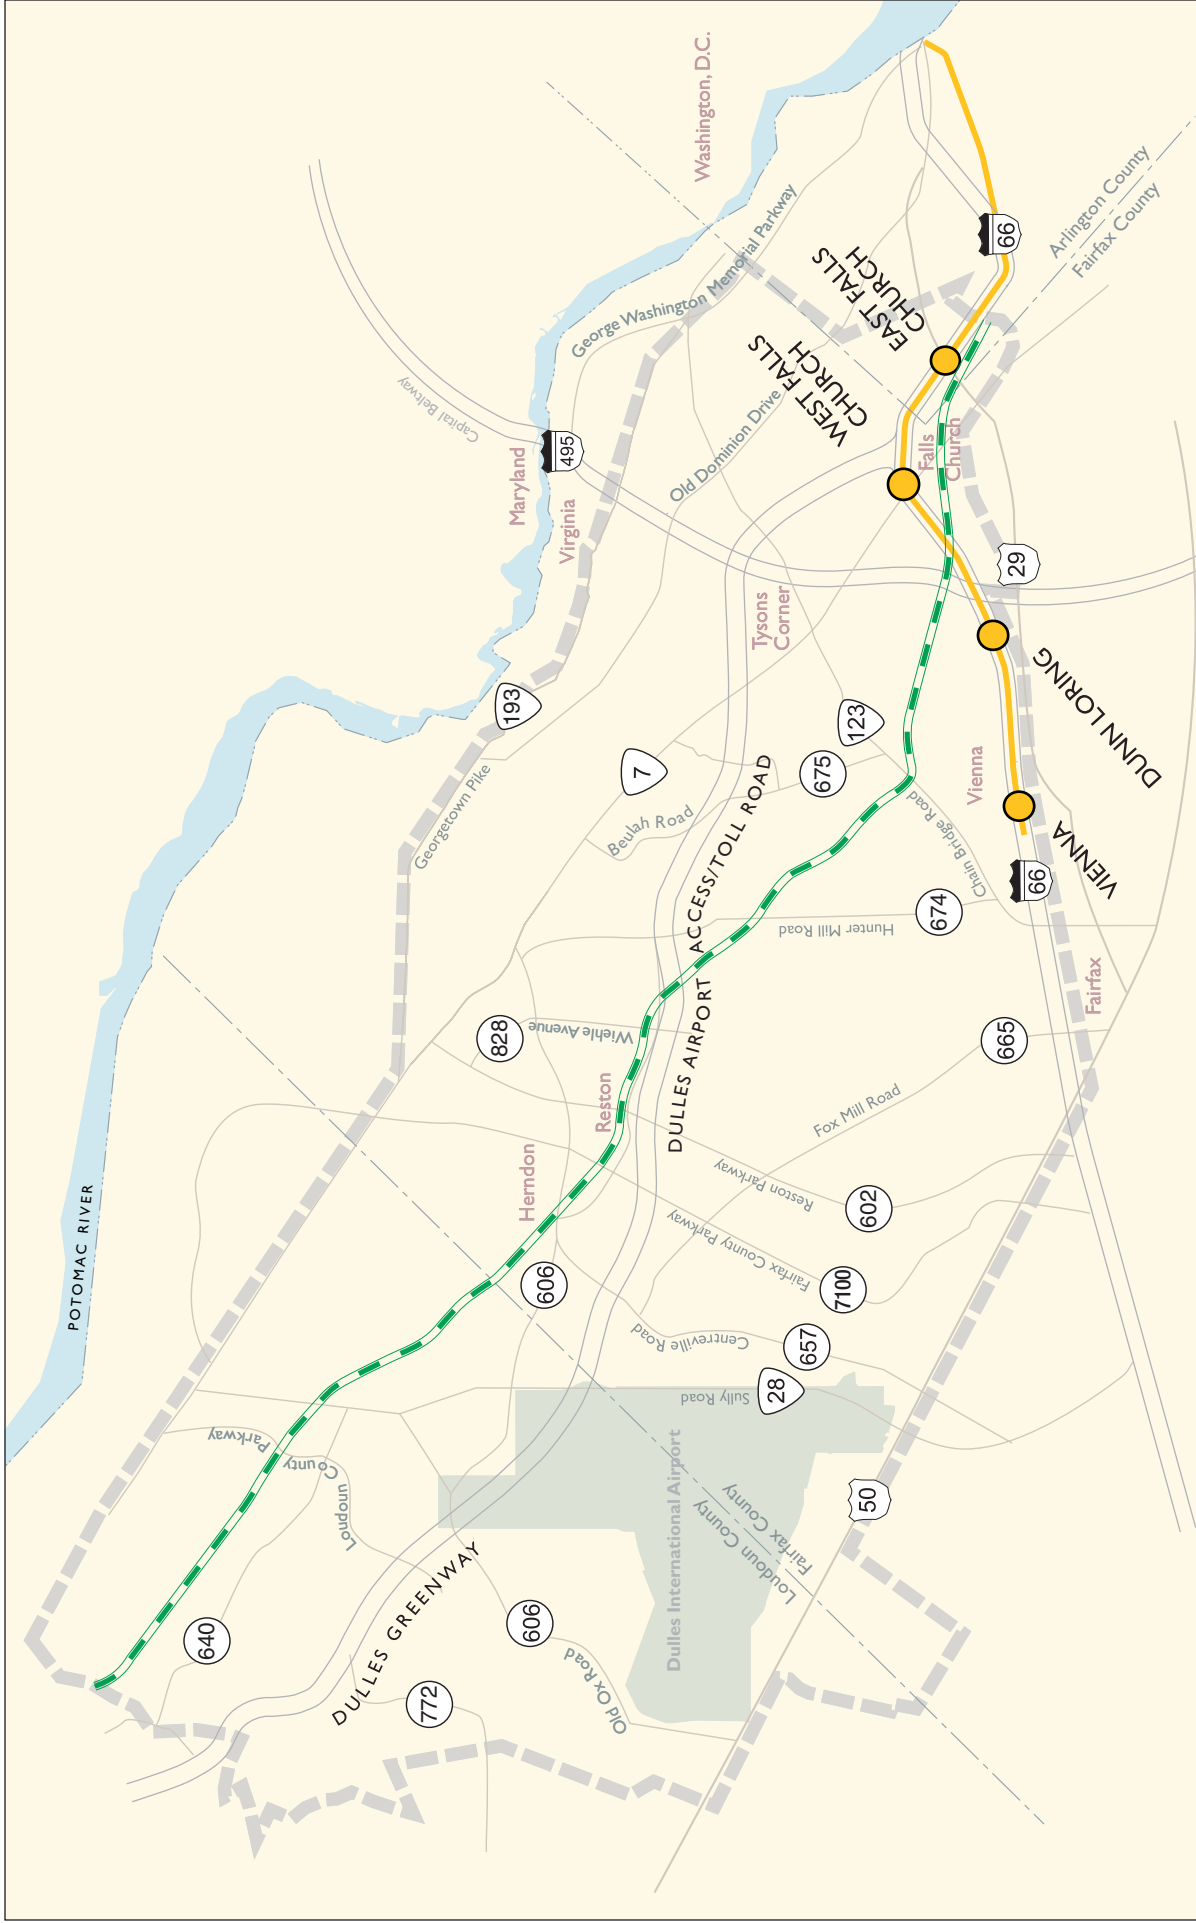 POTOMAC RIVER
Washington, D.C.
Maryland
Virginia
Capital Beltway
495
George Washington Memorial Parkway
Old Dominion Drive
WEST FALLS
CHURCH
EAST FALLS
CHURCH
66
Arlington County
Fairfax County
Falls
Church
29
Tysons
Corner
193
Georgetown Pike
7
123
675
Beulah Road
Vienna
DUNN LORING
VIENNA
66
Chain Bridge Road
674
Hunter Mill Road
DULLES AIRPORT ACCESS/TOLL ROAD
828
Wiehle Avenue
Reston
Herndon
665
Fairfax
Fox Mill Road
Reston Parkway
602
Fairfax County Parkway
7100
606
Centreville Road
657
Sully Road
28
50
Dulles International Airport
Fairfax County
Loudoun County
Loudoun
County
Parkway
DULLES GREENWAY
640
606
Old Ox Road
772